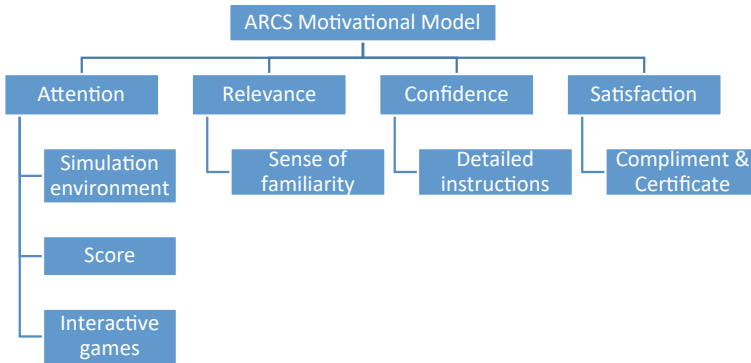 ARCS Motivational Model
Attention
Relevance
Confidence
Satisfaction
Simulation
environment
Sense of
familiarity
Detailed
instructions
Compliment &
Certificate
Score
Interactive
games